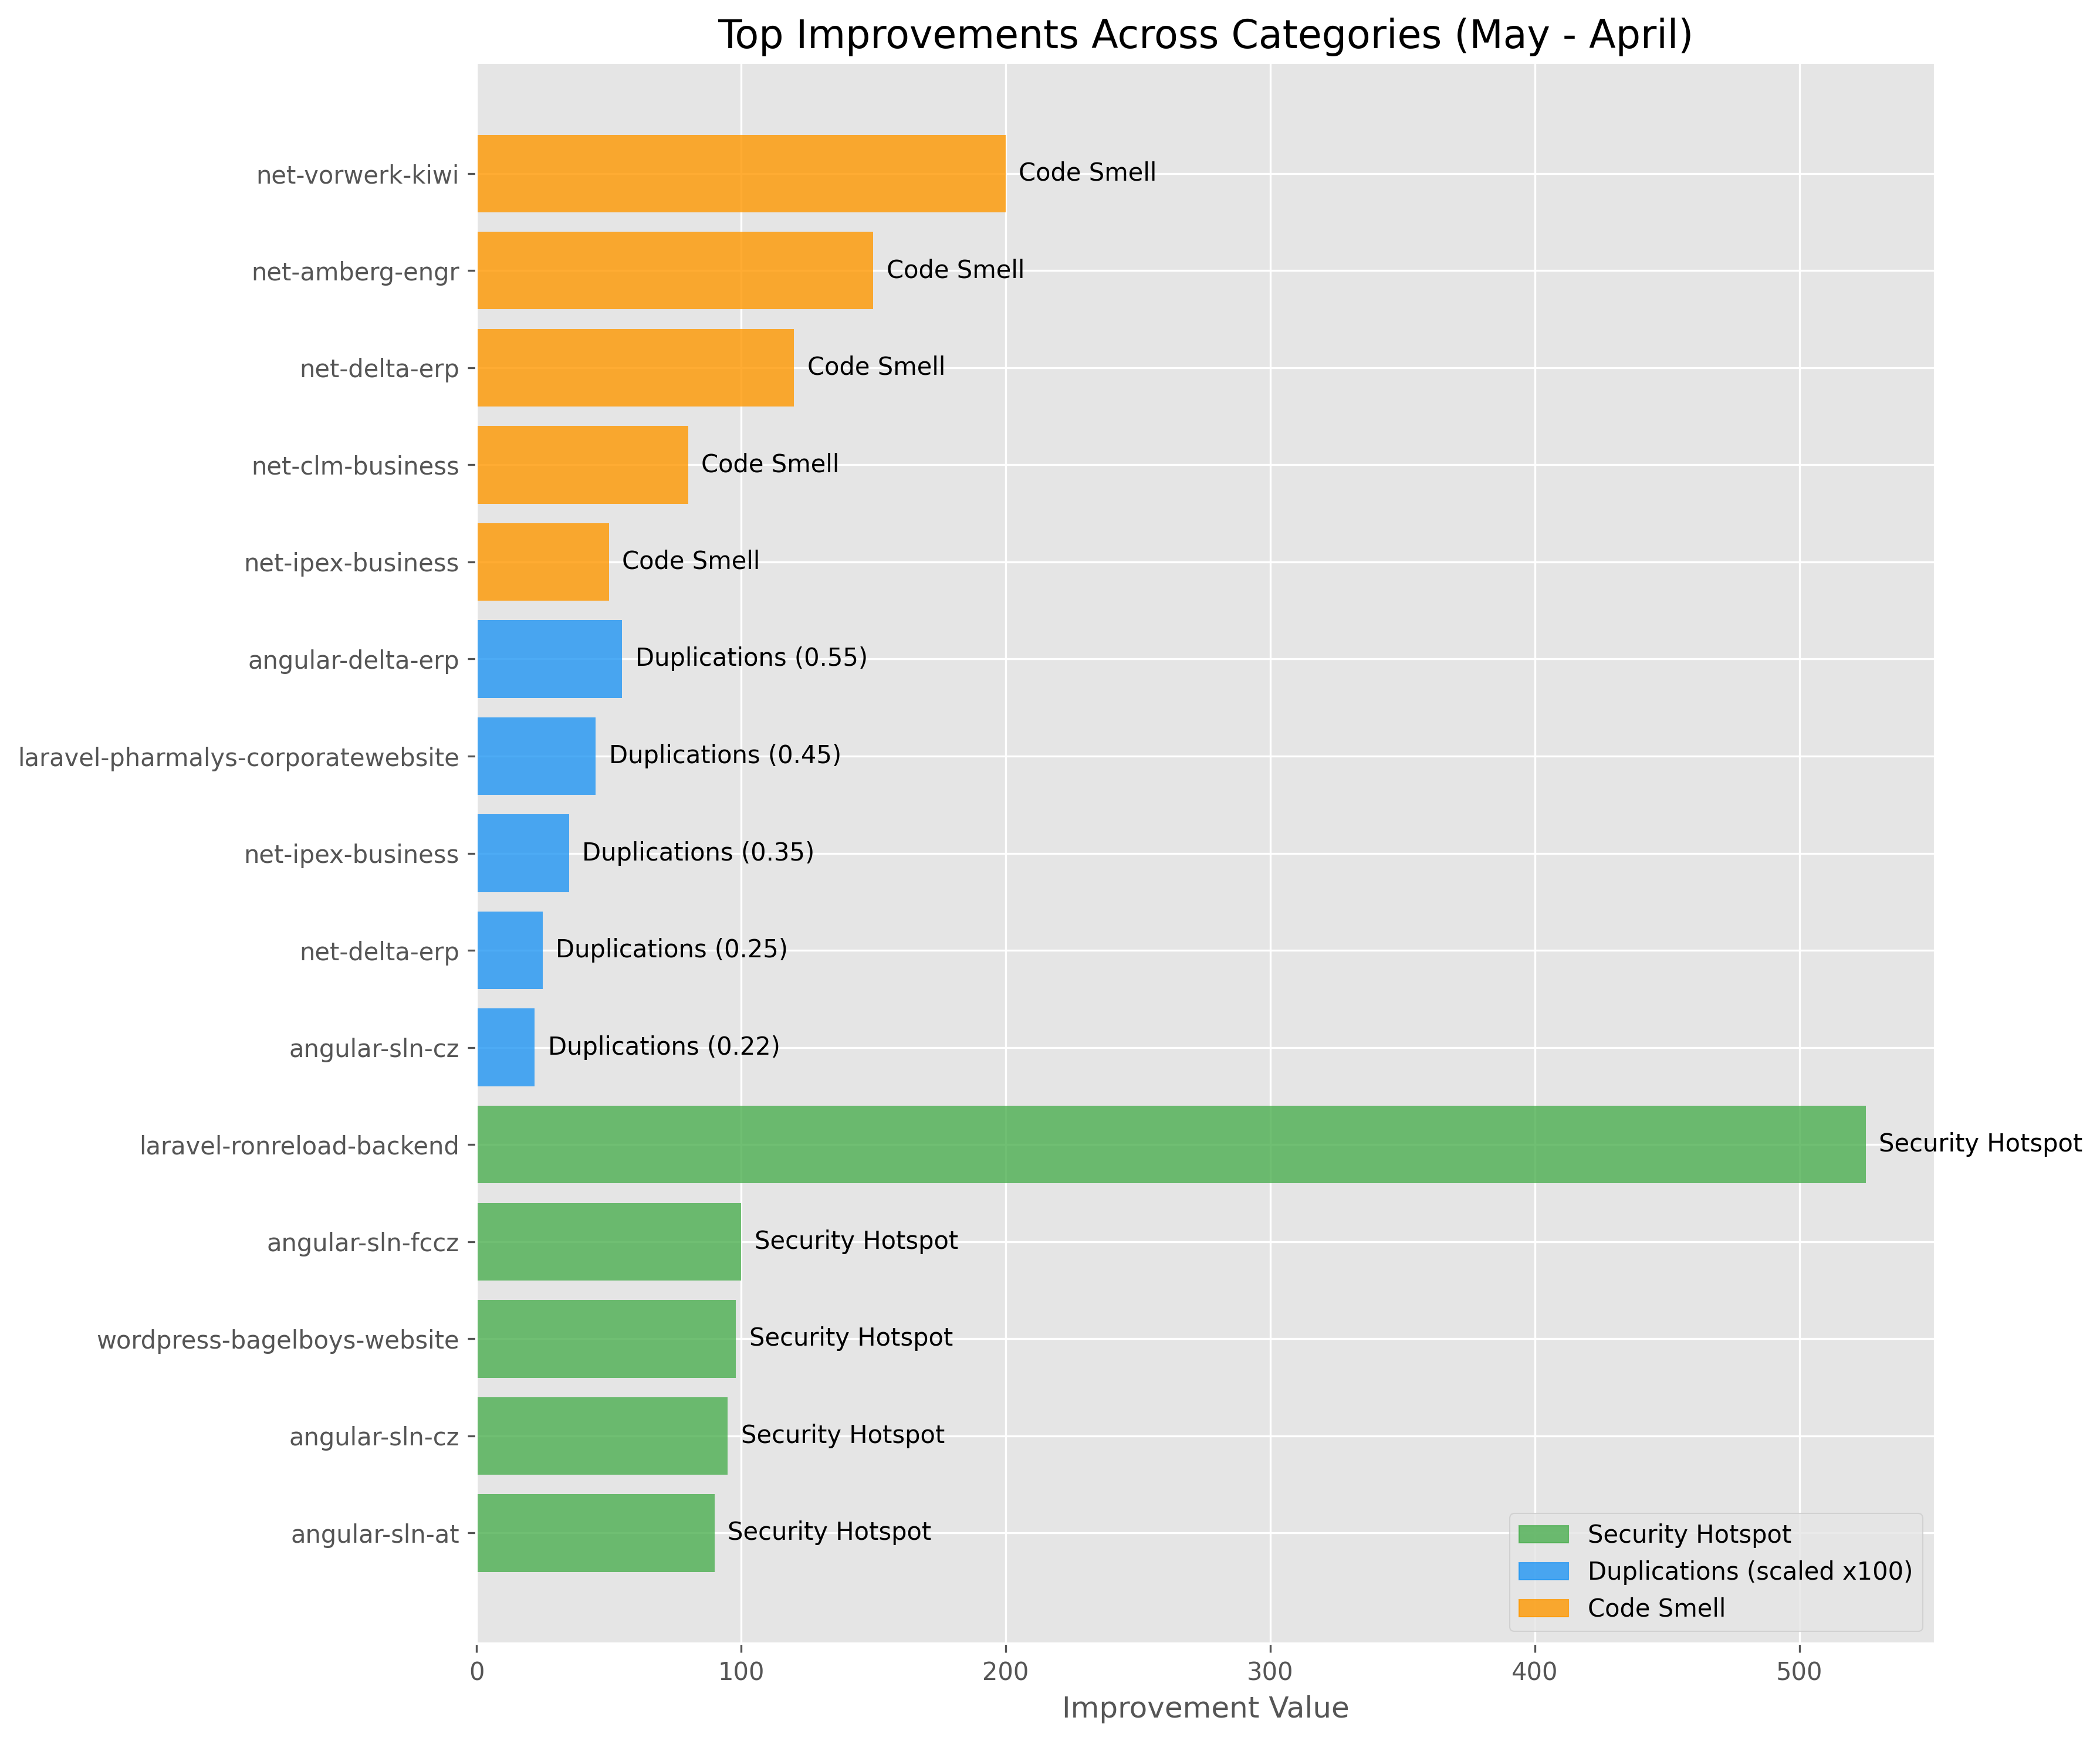 Top Improvements Across Categories (May - April)
net-vorwerk-kiwi
Code Smell
net-amberg-engr
Code Smell
net-delta-erp
Code Smell
net-clm-business
Code Smell
net-ipex-business
Code Smell
angular-delta-erp
Duplications (0.55)
laravel-pharmalys-corporatewebsite
Duplications (0.45)
net-ipex-business
Duplications (0.35)
net-delta-erp
Duplications (0.25)
angular-sln-cz
Duplications (0.22)
laravel-ronreload-backend
Security Hotspot
angular-sln-fccz
Security Hotspot
wordpress-bagelboys-website
Security Hotspot
angular-sln-cz
Security Hotspot
angular-sln-at
Security Hotspot
Security Hotspot
Duplications (scaled x100)
Code Smell
0 100 200 300 400 500
Improvement Value